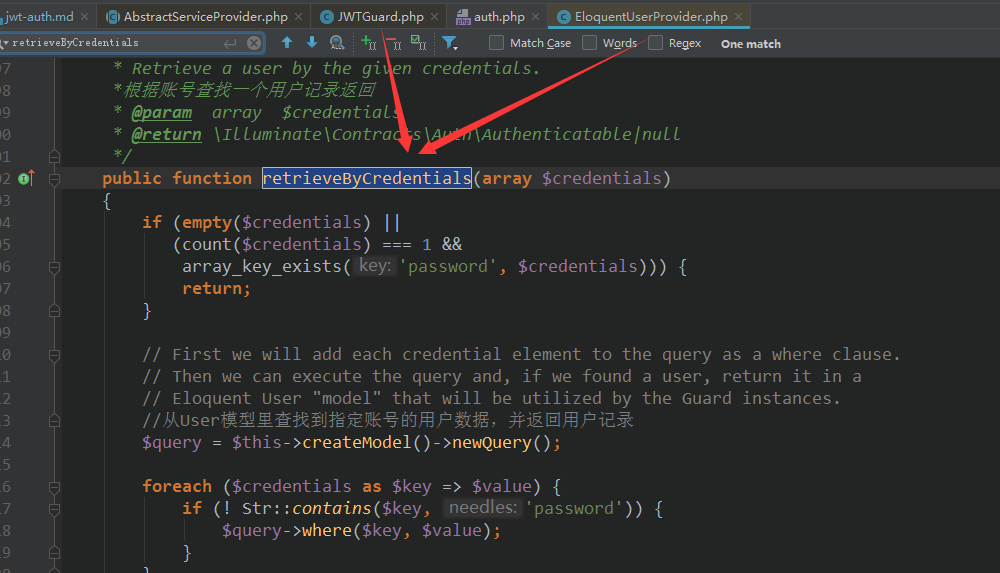 jwt-auth.md AbstractServiceProvider.php JWTGuard.php auth.php EloquentUserProvider.php
retrieveByCredentials Match Case Words Regex One match
97 * Retrieve a user by the given credentials.
98 *根据账号查找一个用户记录返回
99 * @param array $credentials
00 * @return \Illuminate\Contracts\Auth\Authenticatable|null
01 */
02 public function retrieveByCredentials(array $credentials)
03 {
04 if (empty($credentials) ||
05 (count($credentials) === 1 &&
06 array_key_exists( key: 'password', $credentials))) {
07 return;
08 }
09
10 // First we will add each credential element to the query as a where clause.
11 // Then we can execute the query and, if we found a user, return it in a
12 // Eloquent User "model" that will be utilized by the Guard instances.
13 //从User模型里查找到指定账号的用户数据，并返回用户记录
14 $query = $this->createModel()->newQuery();
15
16 foreach ($credentials as $key => $value) {
17 if (! Str::contains($key, needles: 'password')) {
18 $query->where($key, $value);
19 }